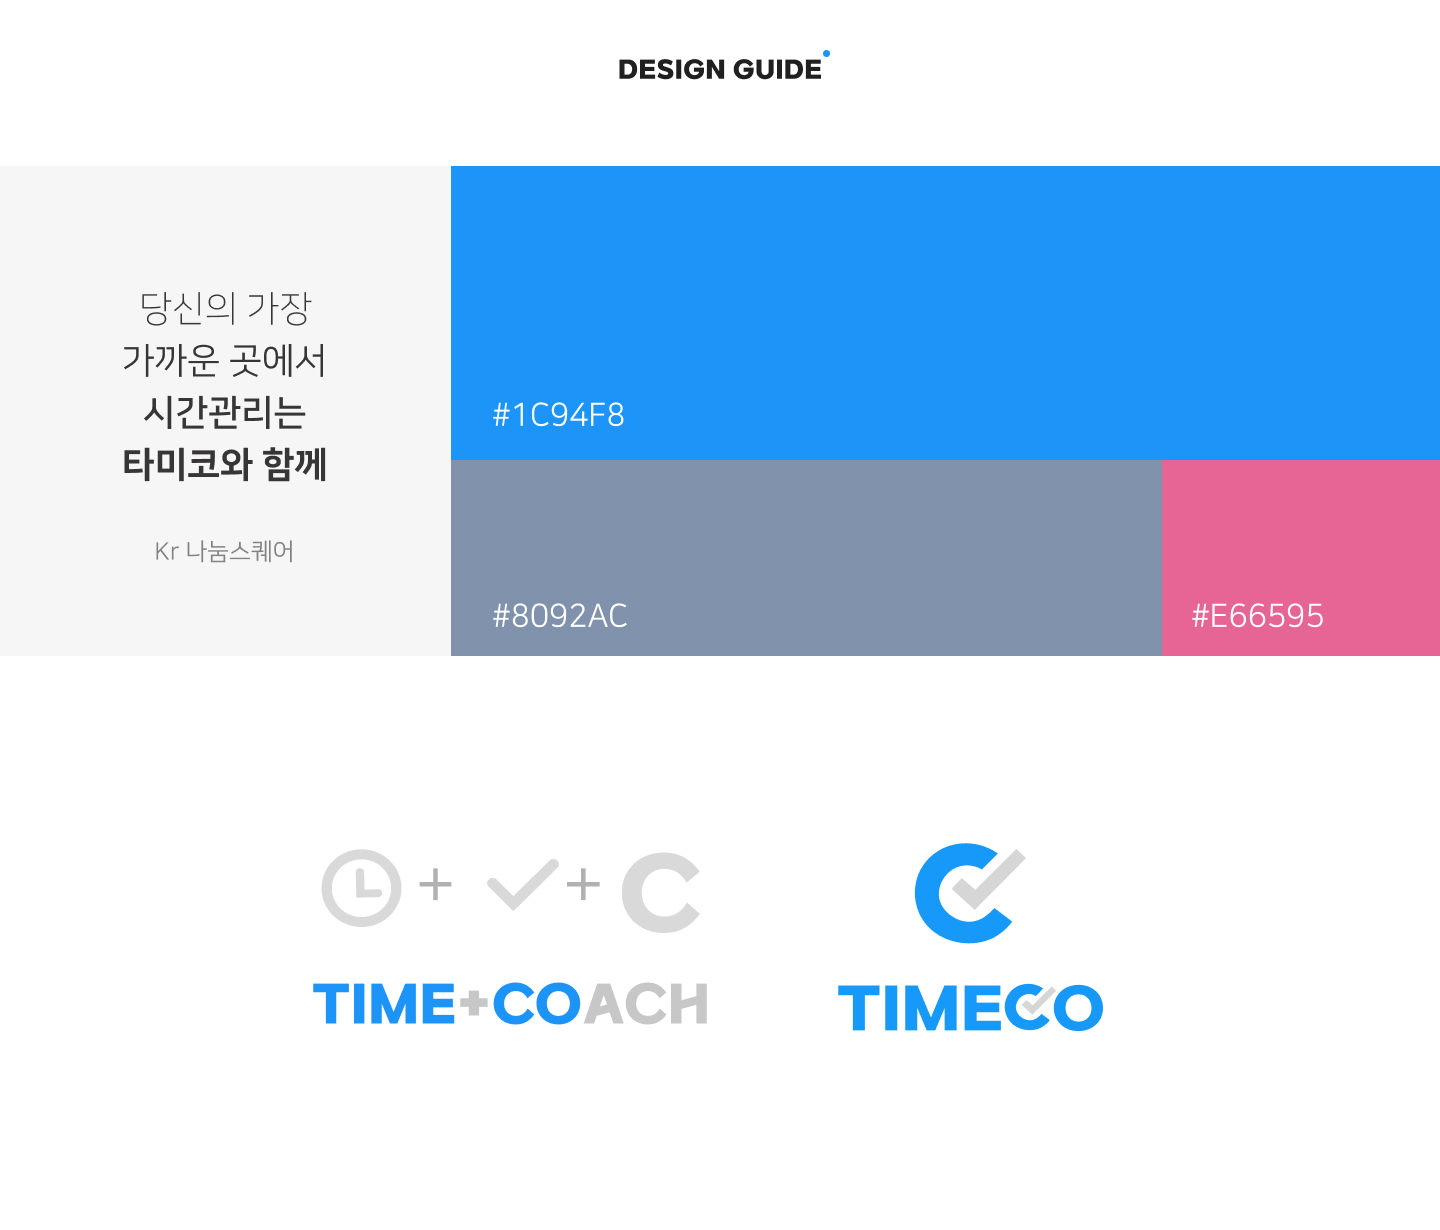 DESIGN GUIDE
당신의 가장
가까운 곳에서
시간관리는
타미코와 함께
Kr 나눔스퀘어
#1C94F8
#8092AC
#E66595
+ + C
TIME+COACH
TIMECO